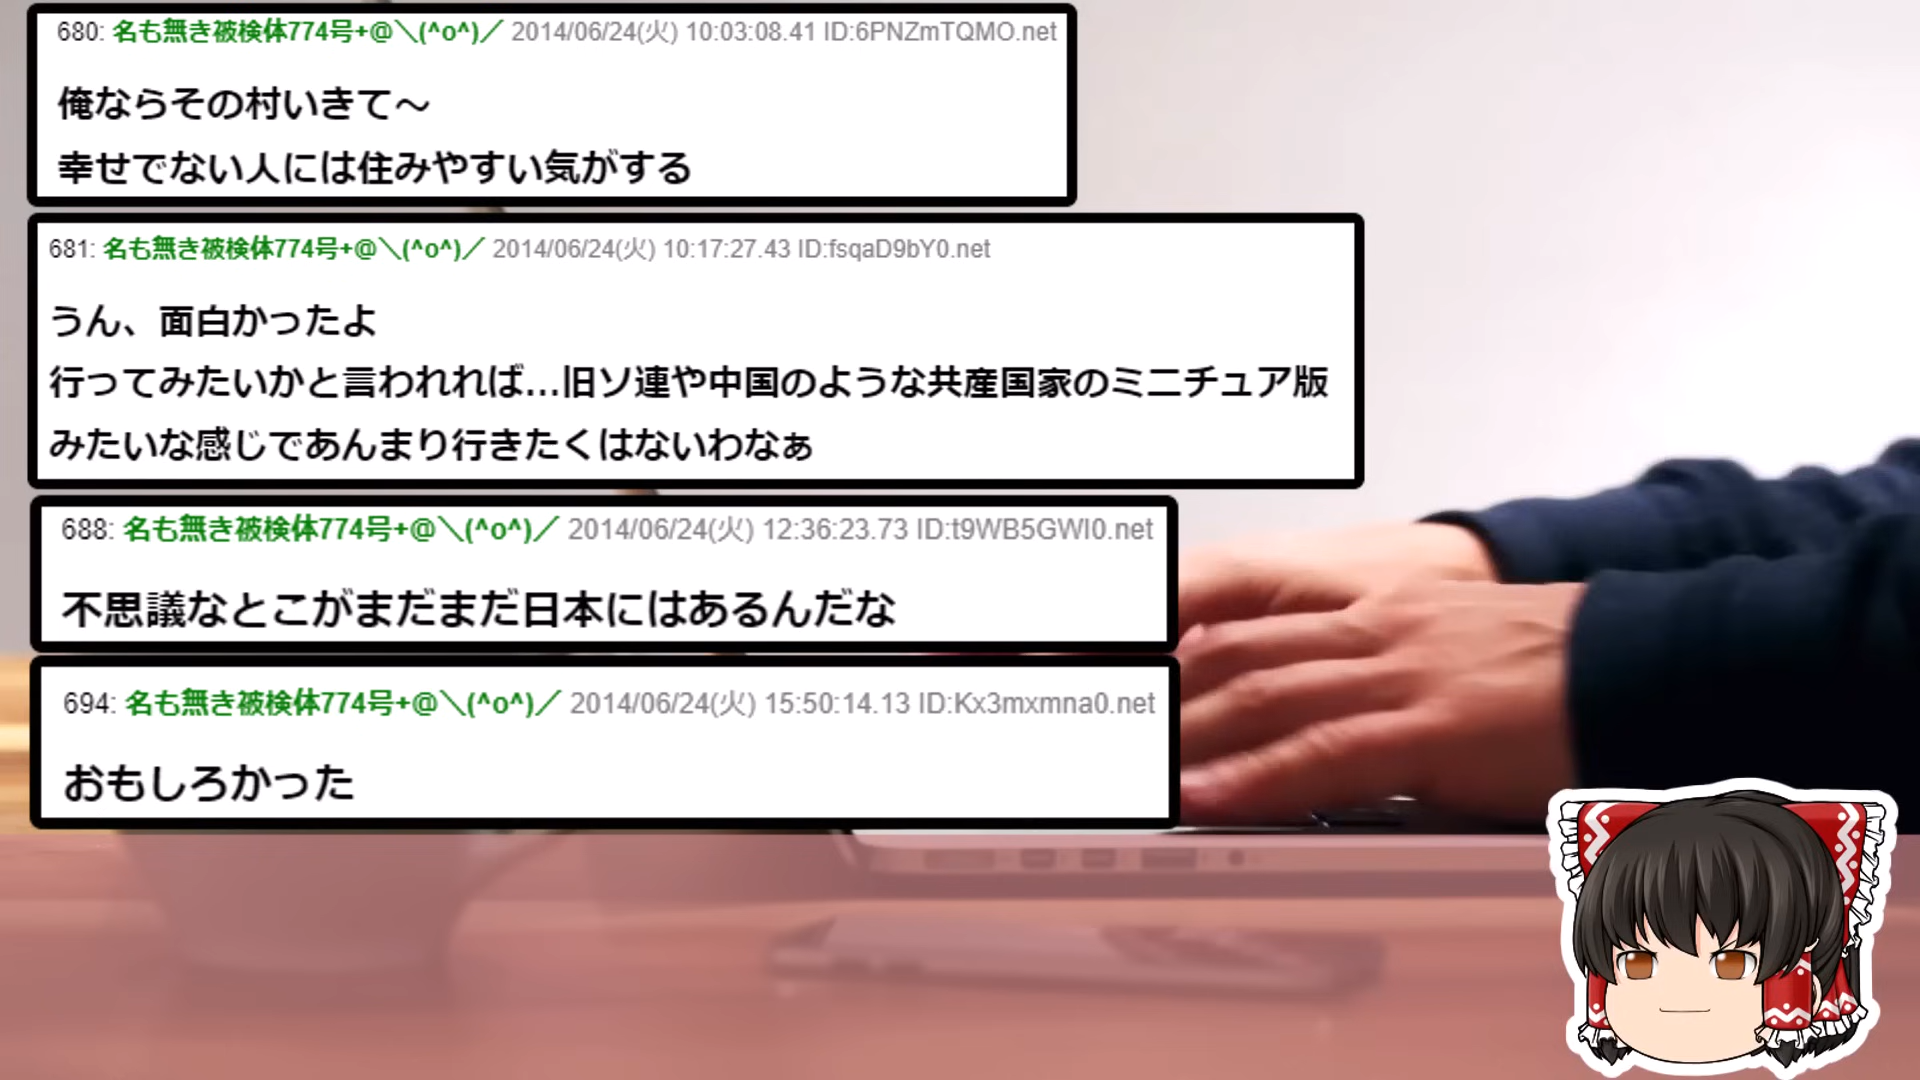 680: 名も無き被検体774号+@＼(^o^)／ 2014/06/24(火) 10:03:08.41 ID:6PNZmTQMO.net
俺ならその村いきて～
幸せでない人には住みやすい気がする
681: 名も無き被検体774号+@＼(^o^)／ 2014/06/24(火) 10:17:27.43 ID:fsqaD9bY0.net
うん、面白かったよ
行ってみたいかと言われれば…旧ソ連や中国のような共産国家のミニチュア版
みたいな感じであんまり行きたくはないわなぁ
688: 名も無き被検体774号+@＼(^o^)／ 2014/06/24(火) 12:36:23.73 ID:t9WB5GWI0.net
不思議なとこがまだまだ日本にはあるんだな
694: 名も無き被検体774号+@＼(^o^)／ 2014/06/24(火) 15:50:14.13 ID:Kx3mxmna0.net
おもしろかった